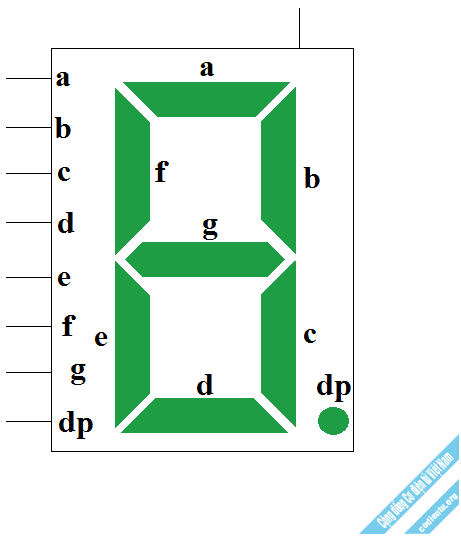 a
a
b
c
d
e
f
g
dp
f
b
g
e
c
d
dp
Cộng đồng Cơ điện tử Việt Nam
codientu.org